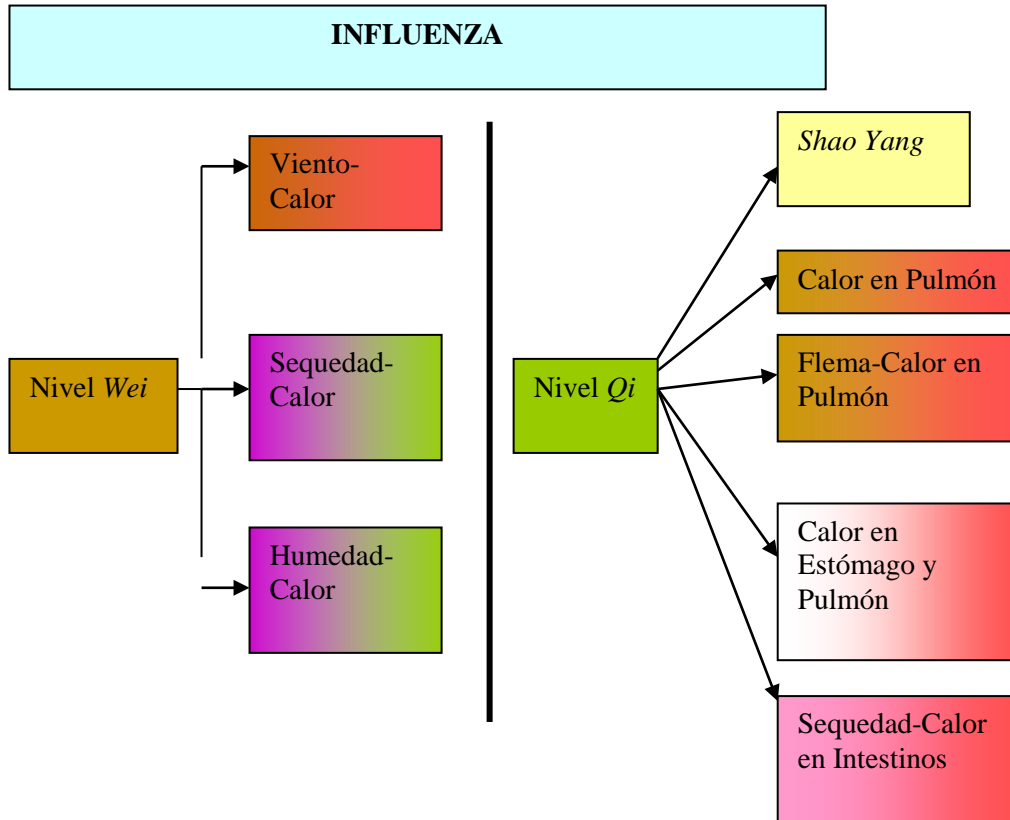 INFLUENZA
Nivel Wei
Viento-
Calor
Sequedad-
Calor
Humedad-
Calor
Nivel Qi
Shao Yang
Calor en Pulmón
Flema-Calor en
Pulmón
Calor en
Estómago y
Pulmón
Sequedad-Calor
en Intestinos